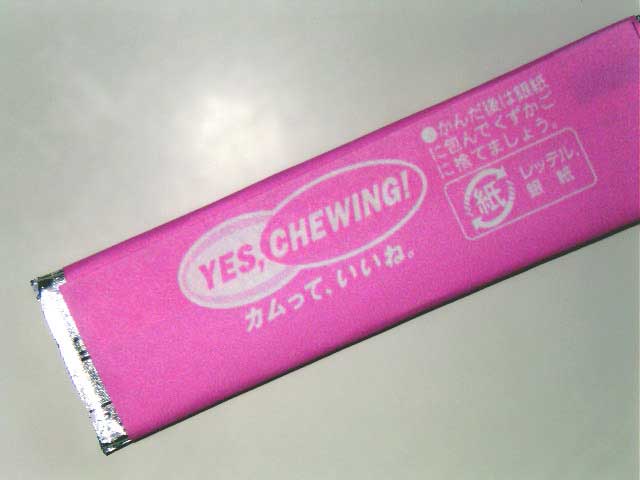 YES, CHEWING!
カムって、いいね。
●かんだ後は銀紙
に包んでくずかご
に捨てましょう。
紙
レッテル、
銀紙